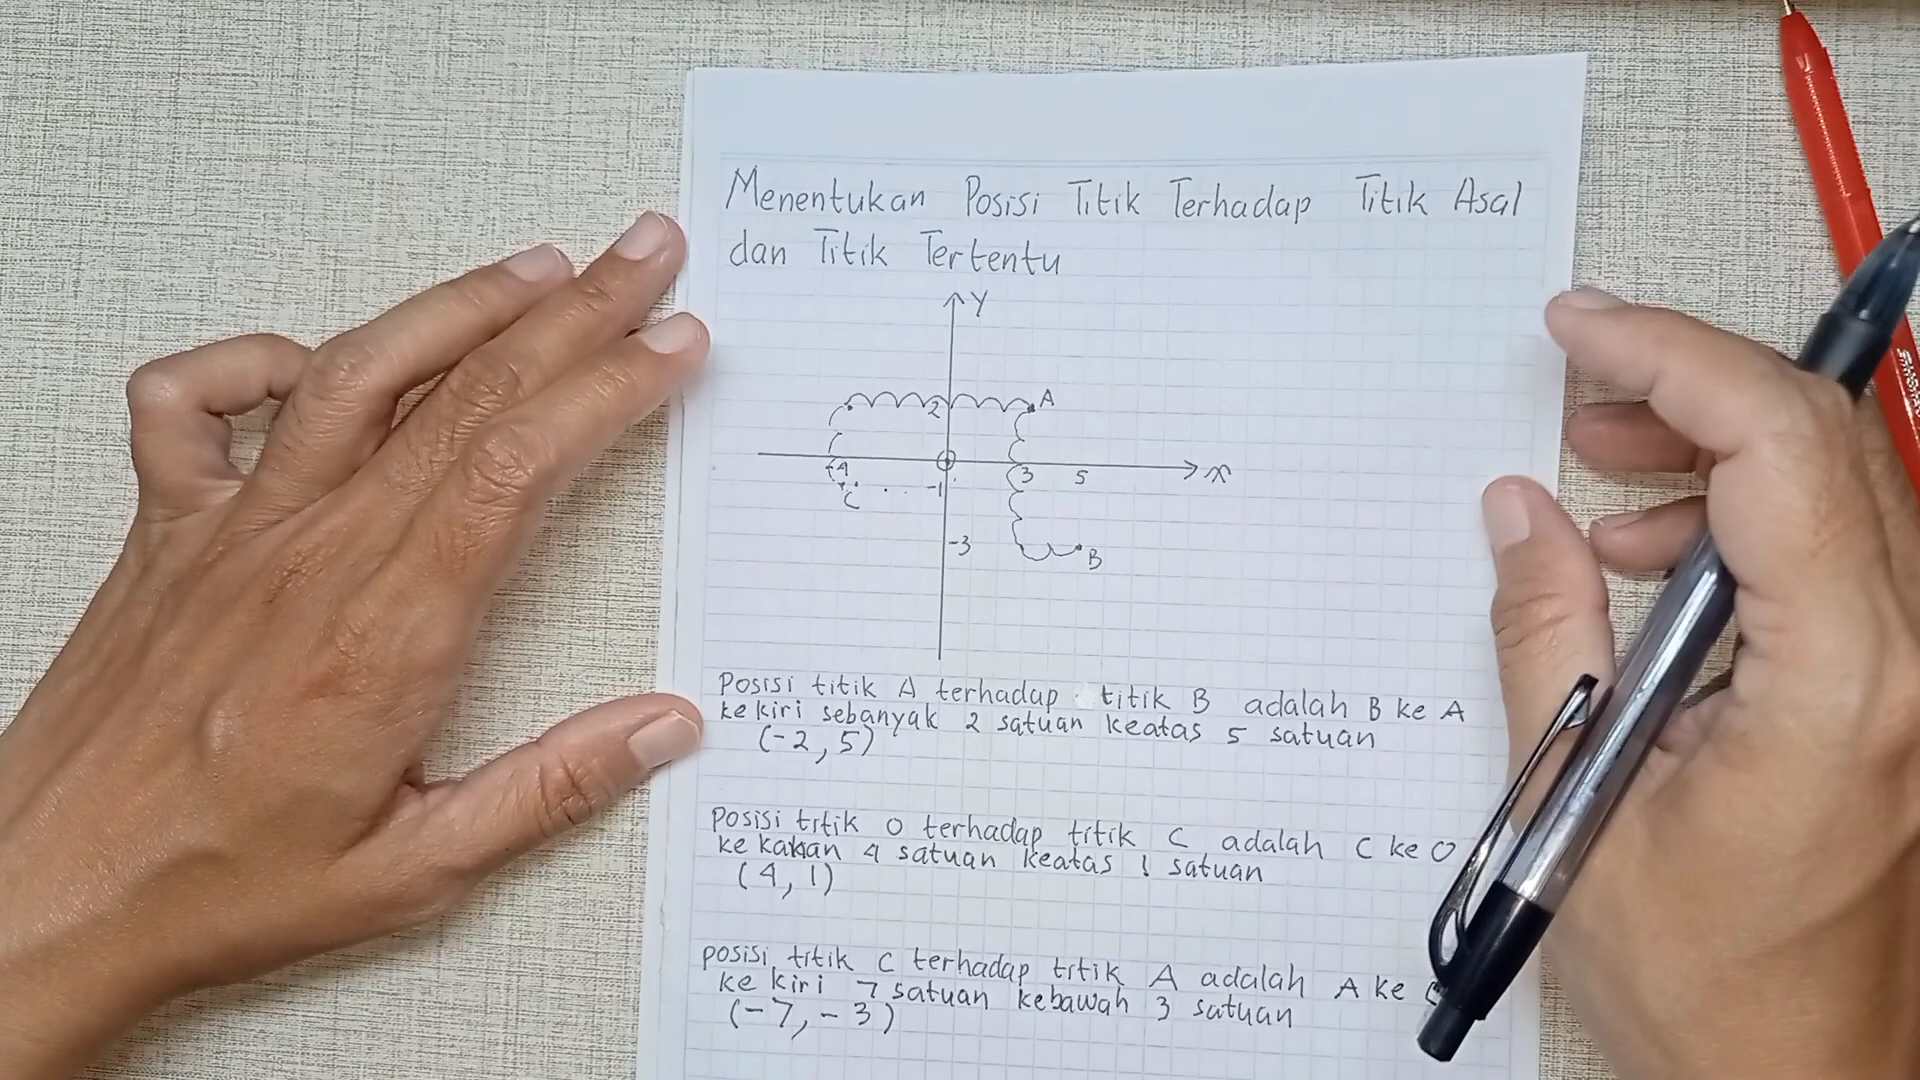 Menentukan Posisi Titik Terhadap Titik Asal
dan Titik Tertentu
Y
A
2
-4
3
5
X
C
-1
-3
B
Posisi titik A terhadap titik B adalah B ke A
ke kiri sebanyak 2 satuan keatas 5 satuan
(-2, 5)
posisi titik O terhadap titik C adalah C ke O
ke kanan 4 satuan keatas 1 satuan
(4, 1)
posisi titik C terhadap titik A adalah A ke
ke kiri 7 satuan kebawah 3 satuan
(-7, -3)